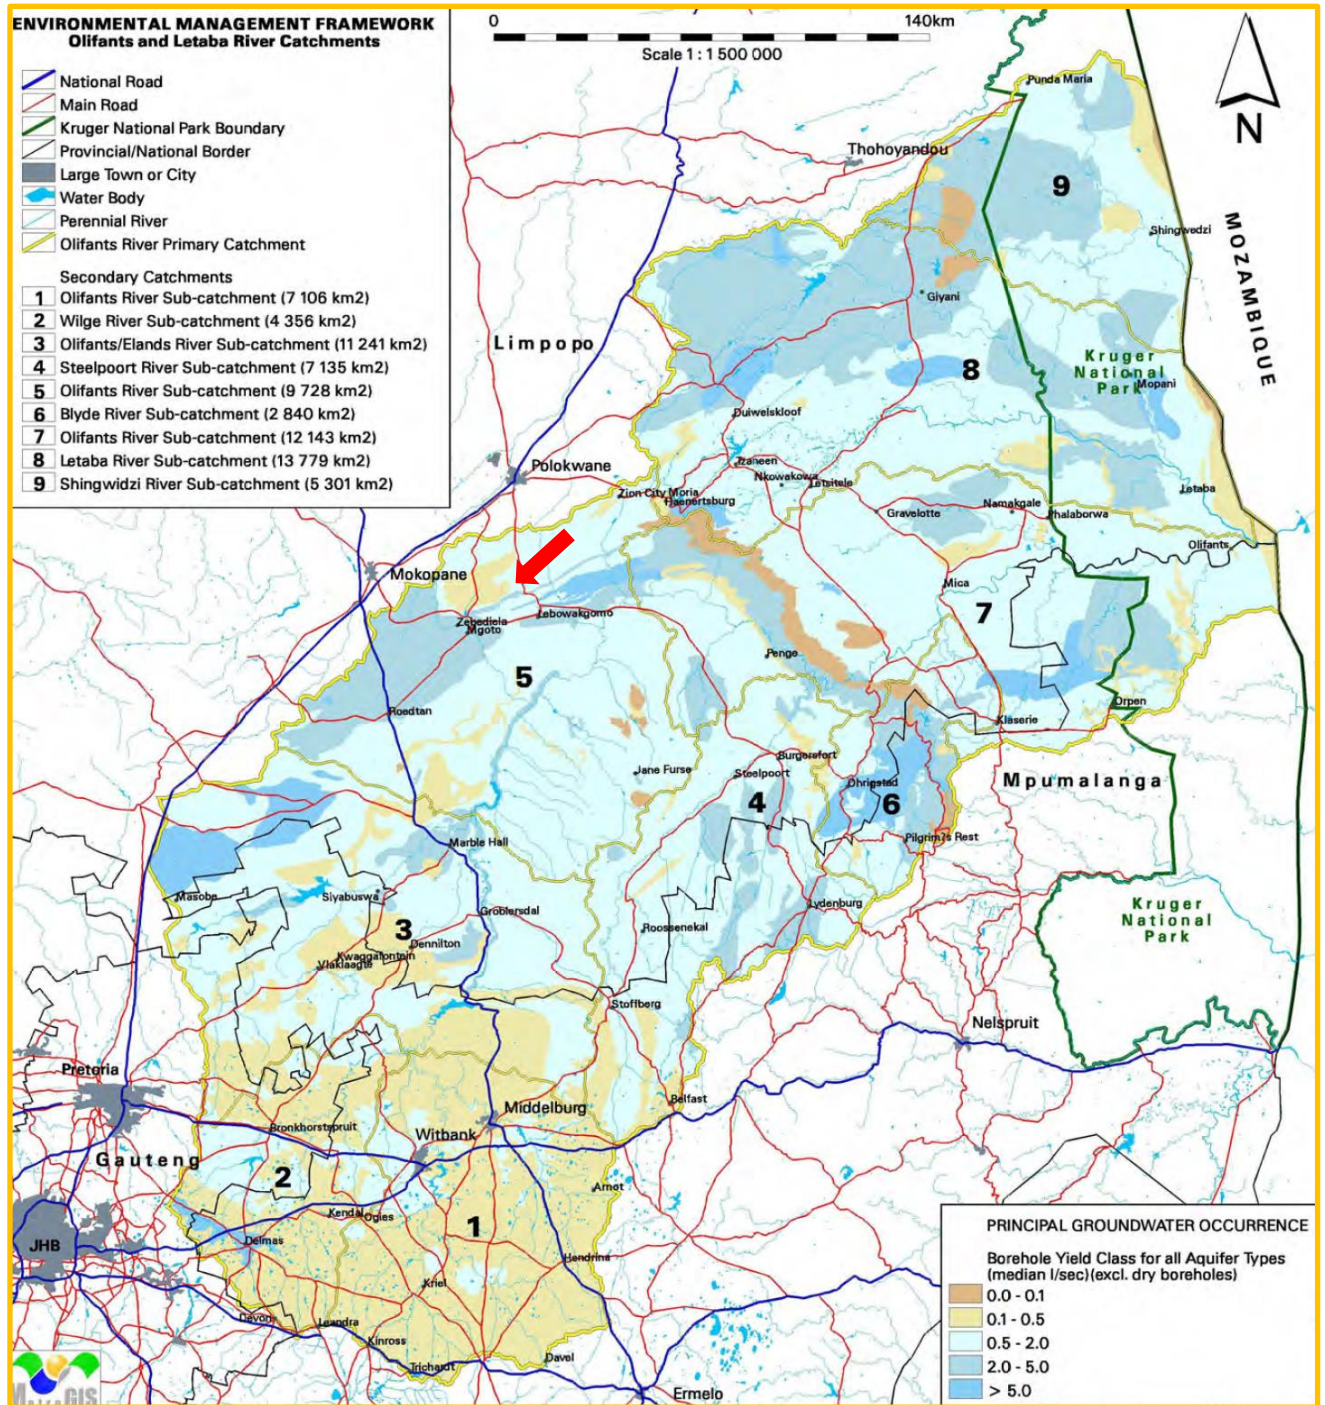 ENVIRONMENTAL MANAGEMENT FRAMEWORK
Olifants and Letaba River Catchments
0 140km
Scale 1 : 1 500 000
National Road
Main Road
Kruger National Park Boundary
Provincial/National Border
Large Town or City
Water Body
Perennial River
Olifants River Primary Catchment
Secondary Catchments
1 Olifants River Sub-catchment (7 106 km2)
2 Wilge River Sub-catchment (4 356 km2)
3 Olifants/Elands River Sub-catchment (11 241 km2)
4 Steelpoort River Sub-catchment (7 135 km2)
5 Olifants River Sub-catchment (9 728 km2)
6 Blyde River Sub-catchment (2 840 km2)
7 Olifants River Sub-catchment (12 143 km2)
8 Letaba River Sub-catchment (13 779 km2)
9 Shingwidzi River Sub-catchment (5 301 km2)
N
Punda Maria
Thohoyandou
9
Shingwedzi
MOZAMBIQUE
Giyani
Limpopo
8
Kruger
National
Park
Mopani
Duiwelskloof
Polokwane
Tzaneen
Nkowakowa
Letsitele
Zion City Moria
Haenertsburg
Letaba
Gravelotte
Namakgale
Phalaborwa
Olifants
Mokopane
Mica
7
Lebowakgomo
Zebediela
Mgoto
Penge
5
Roedtan
Orpen
Klaserie
Burgersfort
Jane Furse
Steelpoort
Ohrigstad
Mpumalanga
4
6
Pilgrim's Rest
Marble Hall
Masobe
Siyabuswa
Lydenburg
Kruger
National
Park
Groblersdal
3
Roossenekal
Dennilton
Kwaggafontein
Vlaklaagte
Stoffberg
Nelspruit
Pretoria
Belfast
Middelburg
Bronkhorstspruit
Witbank
Gauteng
2
Arnot
Kendal
Ogies
1
JHB
Delmas
Hendrina
Kriel
Devon
Leandra
Kinross
Trichardt
Davel
Ermelo
PRINCIPAL GROUNDWATER OCCURRENCE
Borehole Yield Class for all Aquifer Types
(median l/sec)(excl. dry boreholes)
0.0 - 0.1
0.1 - 0.5
0.5 - 2.0
2.0 - 5.0
> 5.0